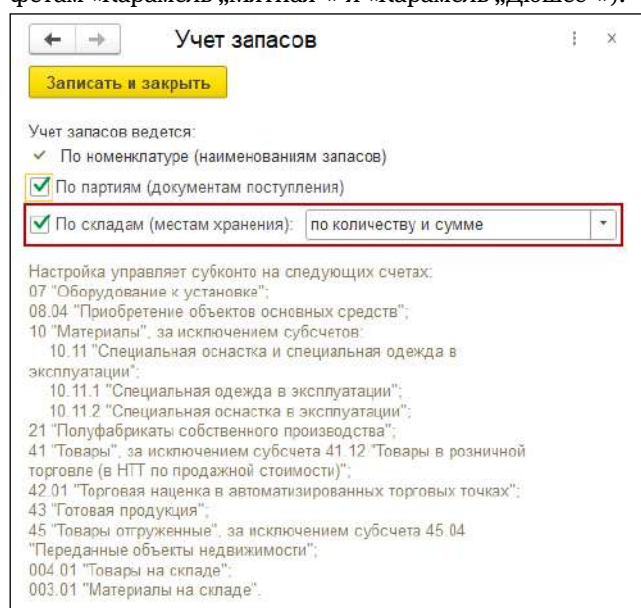 фетам «Карамель „Мятная“» и «Карамель „Дюшес“»).
Учет запасов
Записать и закрыть
Учет запасов ведется:
По номенклатуре (наименованиям запасов)
По партиям (документам поступления)
По складам (местам хранения): по количеству и сумме
Настройка управляет субконто на следующих счетах:
07 "Оборудование к установке";
08.04 "Приобретение объектов основных средств";
10 "Материалы", за исключением субсчетов:
10.11 "Специальная оснастка и специальная одежда в
эксплуатации":
10.11.1 "Специальная одежда в эксплуатации";
10.11.2 "Специальная оснастка в эксплуатации";
21 "Полуфабрикаты собственного производства";
41 "Товары", за исключением субсчета 41.12 "Товары в розничной
торговле (в НТТ по продажной стоимости)";
42.01 "Торговая наценка в автоматизированных торговых точках";
43 "Готовая продукция";
45 "Товары отгруженные", за исключением субсчета 45.04
"Переданные объекты недвижимости";
004.01 "Товары на складе";
003.01 "Материалы на складе".